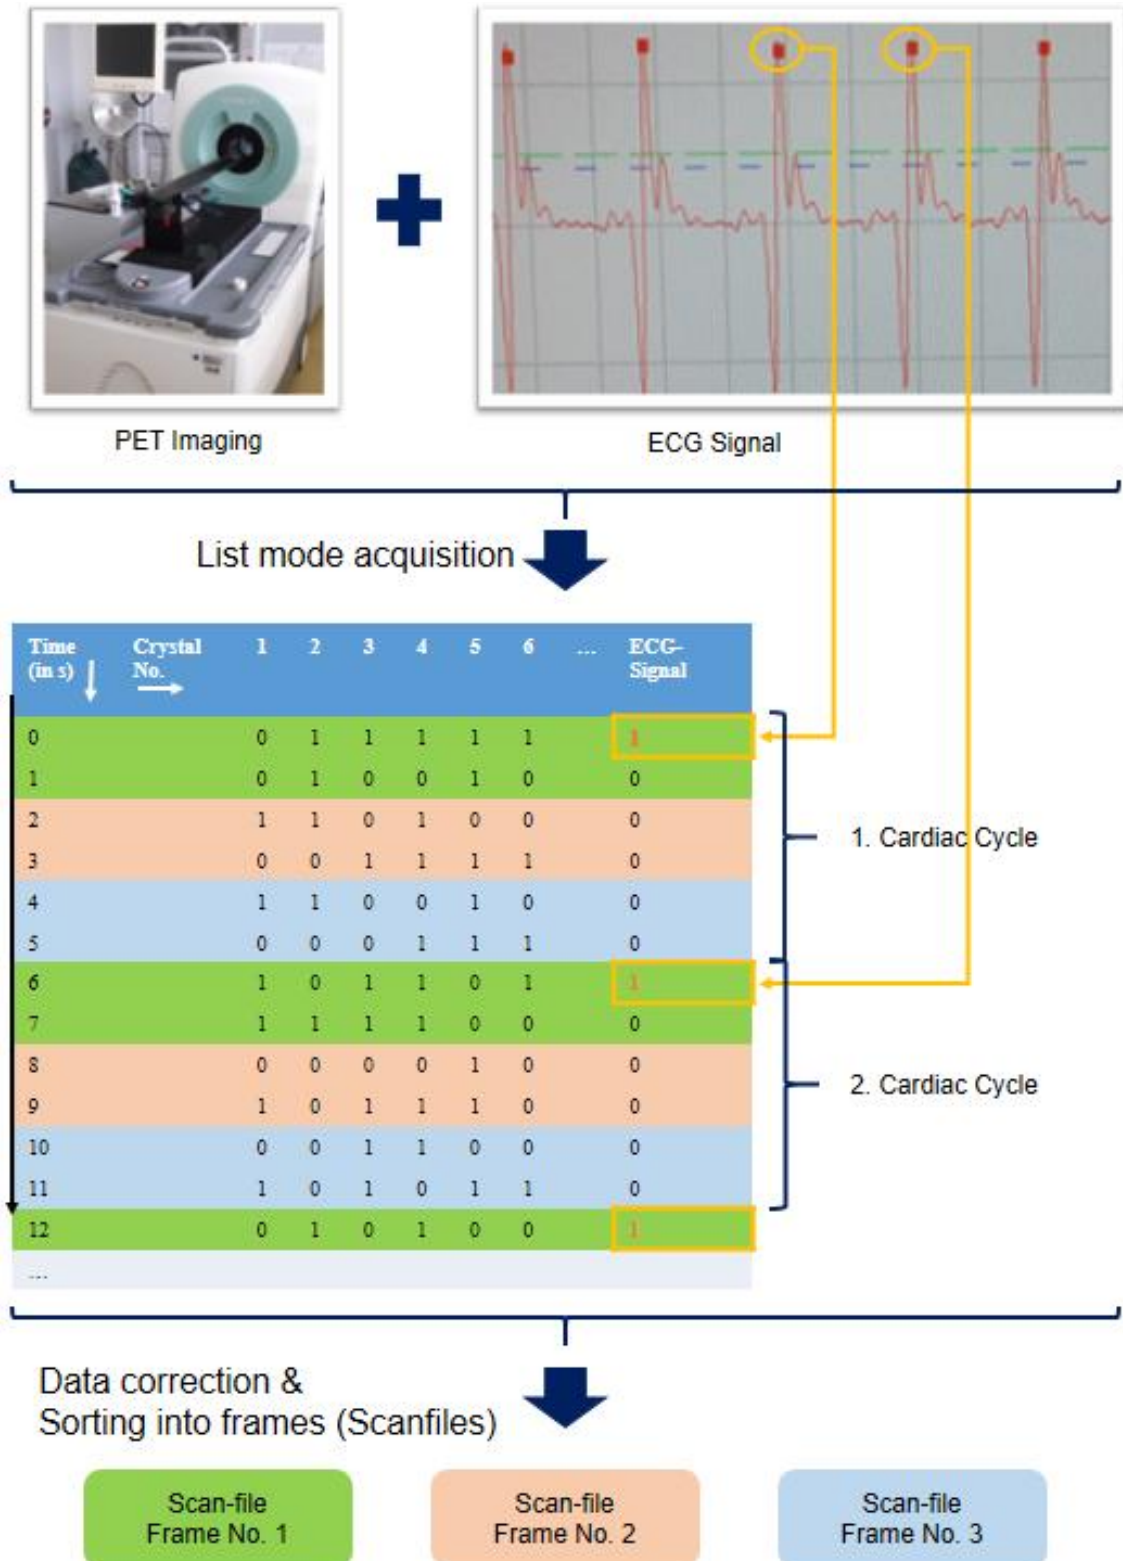 PET Imaging
ECG Signal
List mode acquisition
Time Crystal 1 2 3 4 5 6 ... ECG-
(in s) No. Signal
0 0 1 1 1 1 1 1
1 0 1 0 0 1 0 0
2 1 1 0 1 0 0 0
3 0 0 1 1 1 1 0
4 1 1 0 0 1 0 0
5 0 0 0 1 1 1 0
6 1 0 1 1 0 1 1
7 1 1 1 1 0 0 0
8 0 0 0 0 1 0 0
9 1 0 1 1 1 0 0
10 0 0 1 1 0 0 0
11 1 0 1 0 1 1 0
12 0 1 0 1 0 0 1
...
1. Cardiac Cycle
2. Cardiac Cycle
Data correction &
Sorting into frames (Scanfiles)
Scan-file
Frame No. 1
Scan-file
Frame No. 2
Scan-file
Frame No. 3